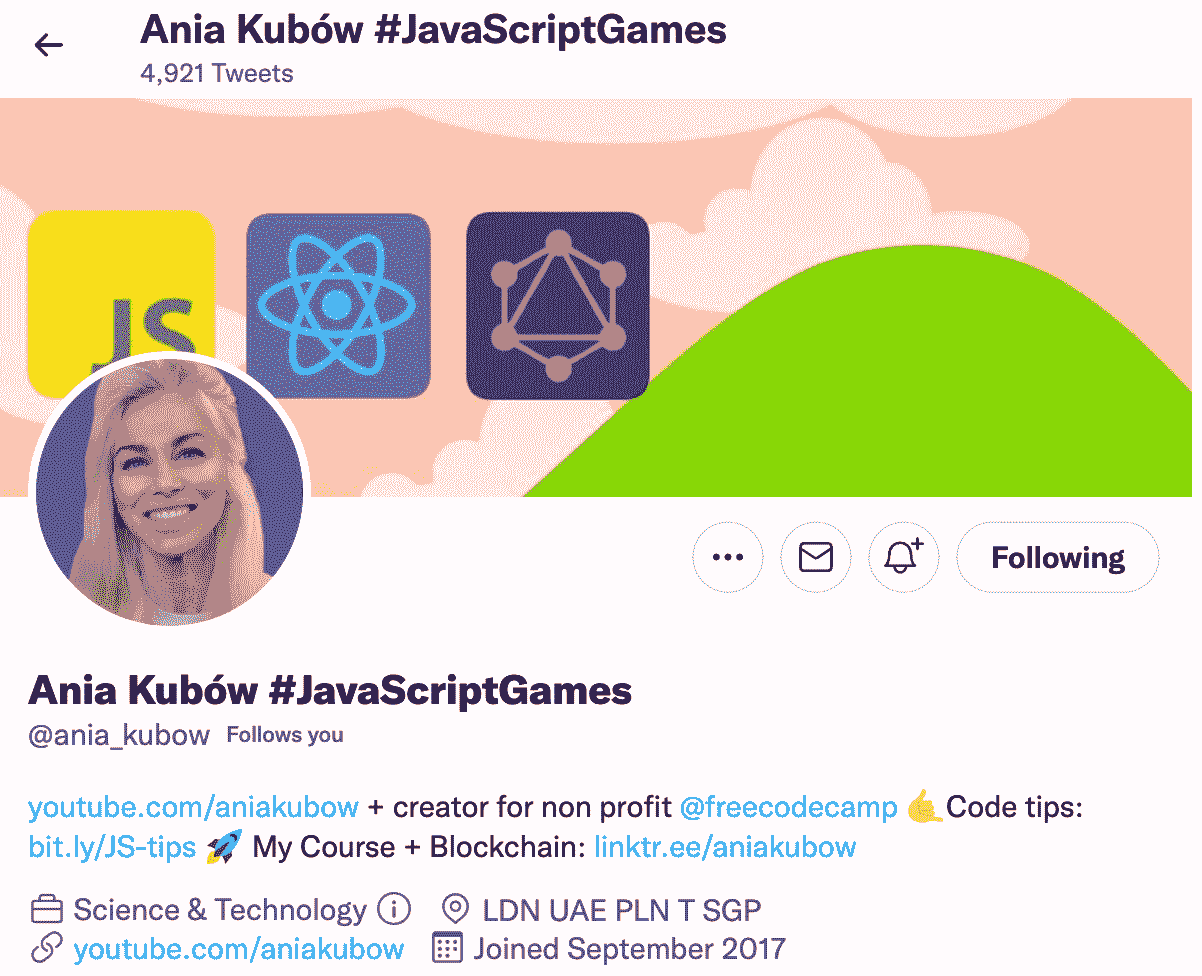 Ania Kubów #JavaScriptGames
4,921 Tweets
JS
Following
Ania Kubów #JavaScriptGames
@ania_kubow Follows you
youtube.com/aniakubow + creator for non profit @freecodecamp 🤙Code tips:
bit.ly/JS-tips 🚀 My Course + Blockchain: linktr.ee/aniakubow
Science & Technology LDN UAE PLN T SGP
youtube.com/aniakubow Joined September 2017